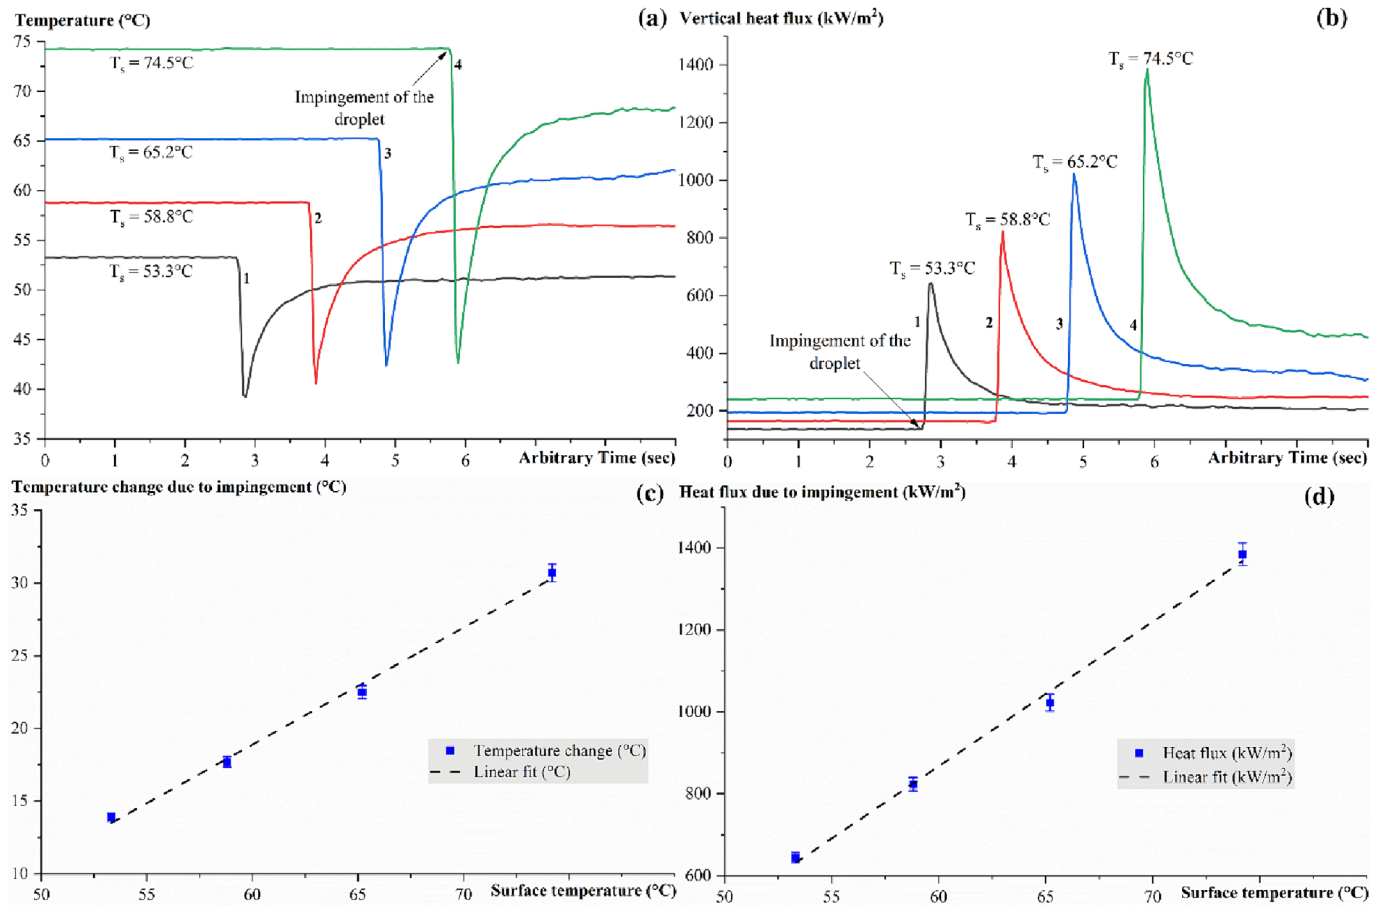 Temperature (°C)
(a)
75
70
65
60
55
50
45
40
35
T_s = 74.5°C
4
Impingement of the
droplet
T_s = 65.2°C
3
T_s = 58.8°C
2
T_s = 53.3°C
1
0
1
2
3
4
5
6
Arbitrary Time (sec)
Vertical heat flux (kW/m²)
(b)
1400
1200
1000
800
600
400
200
T_s = 74.5°C
T_s = 65.2°C
T_s = 58.8°C
T_s = 53.3°C
1
2
3
4
Impingement of the
droplet
0
1
2
3
4
5
6
Arbitrary Time (sec)
Temperature change due to impingement (°C)
(c)
35
30
25
20
15
10
Temperature change (°C)
Linear fit (°C)
50
55
60
65
70
Surface temperature (°C)
Heat flux due to impingement (kW/m²)
(d)
1400
1200
1000
800
600
Heat flux (kW/m²)
Linear fit (kW/m²)
50
55
60
65
70
Surface temperature (°C)